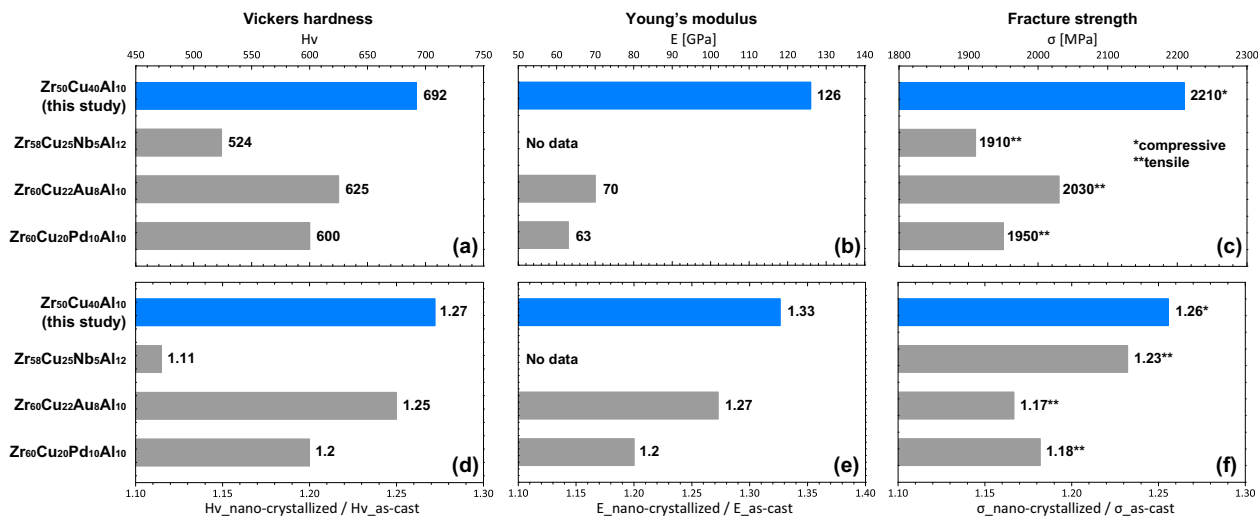 Vickers hardness
Hv
450 500 550 600 650 700 750
Young's modulus
E [GPa]
50 60 70 80 90 100 110 120 130 140
Fracture strength
σ [MPa]
1800 1900 2000 2100 2200 2300
Zr₅₀Cu₄₀Al₁₀
(this study)
692
126
2210*
Zr₅₈Cu₂₅Nb₅Al₁₂
524
No data
1910**
*compressive
**tensile
Zr₆₀Cu₂₂Au₈Al₁₀
625
70
2030**
Zr₆₀Cu₂₀Pd₁₀Al₁₀
600
63
1950**
(a)
(b)
(c)
Zr₅₀Cu₄₀Al₁₀
(this study)
1.27
1.33
1.26*
Zr₅₈Cu₂₅Nb₅Al₁₂
1.11
No data
1.23**
Zr₆₀Cu₂₂Au₈Al₁₀
1.25
1.27
1.17**
Zr₆₀Cu₂₀Pd₁₀Al₁₀
1.2
1.2
1.18**
(d)
(e)
(f)
1.10 1.15 1.20 1.25 1.30
Hv_nano-crystallized / Hv_as-cast
1.10 1.20 1.30 1.40
E_nano-crystallized / E_as-cast
1.10 1.15 1.20 1.25 1.30
σ_nano-crystallized / σ_as-cast